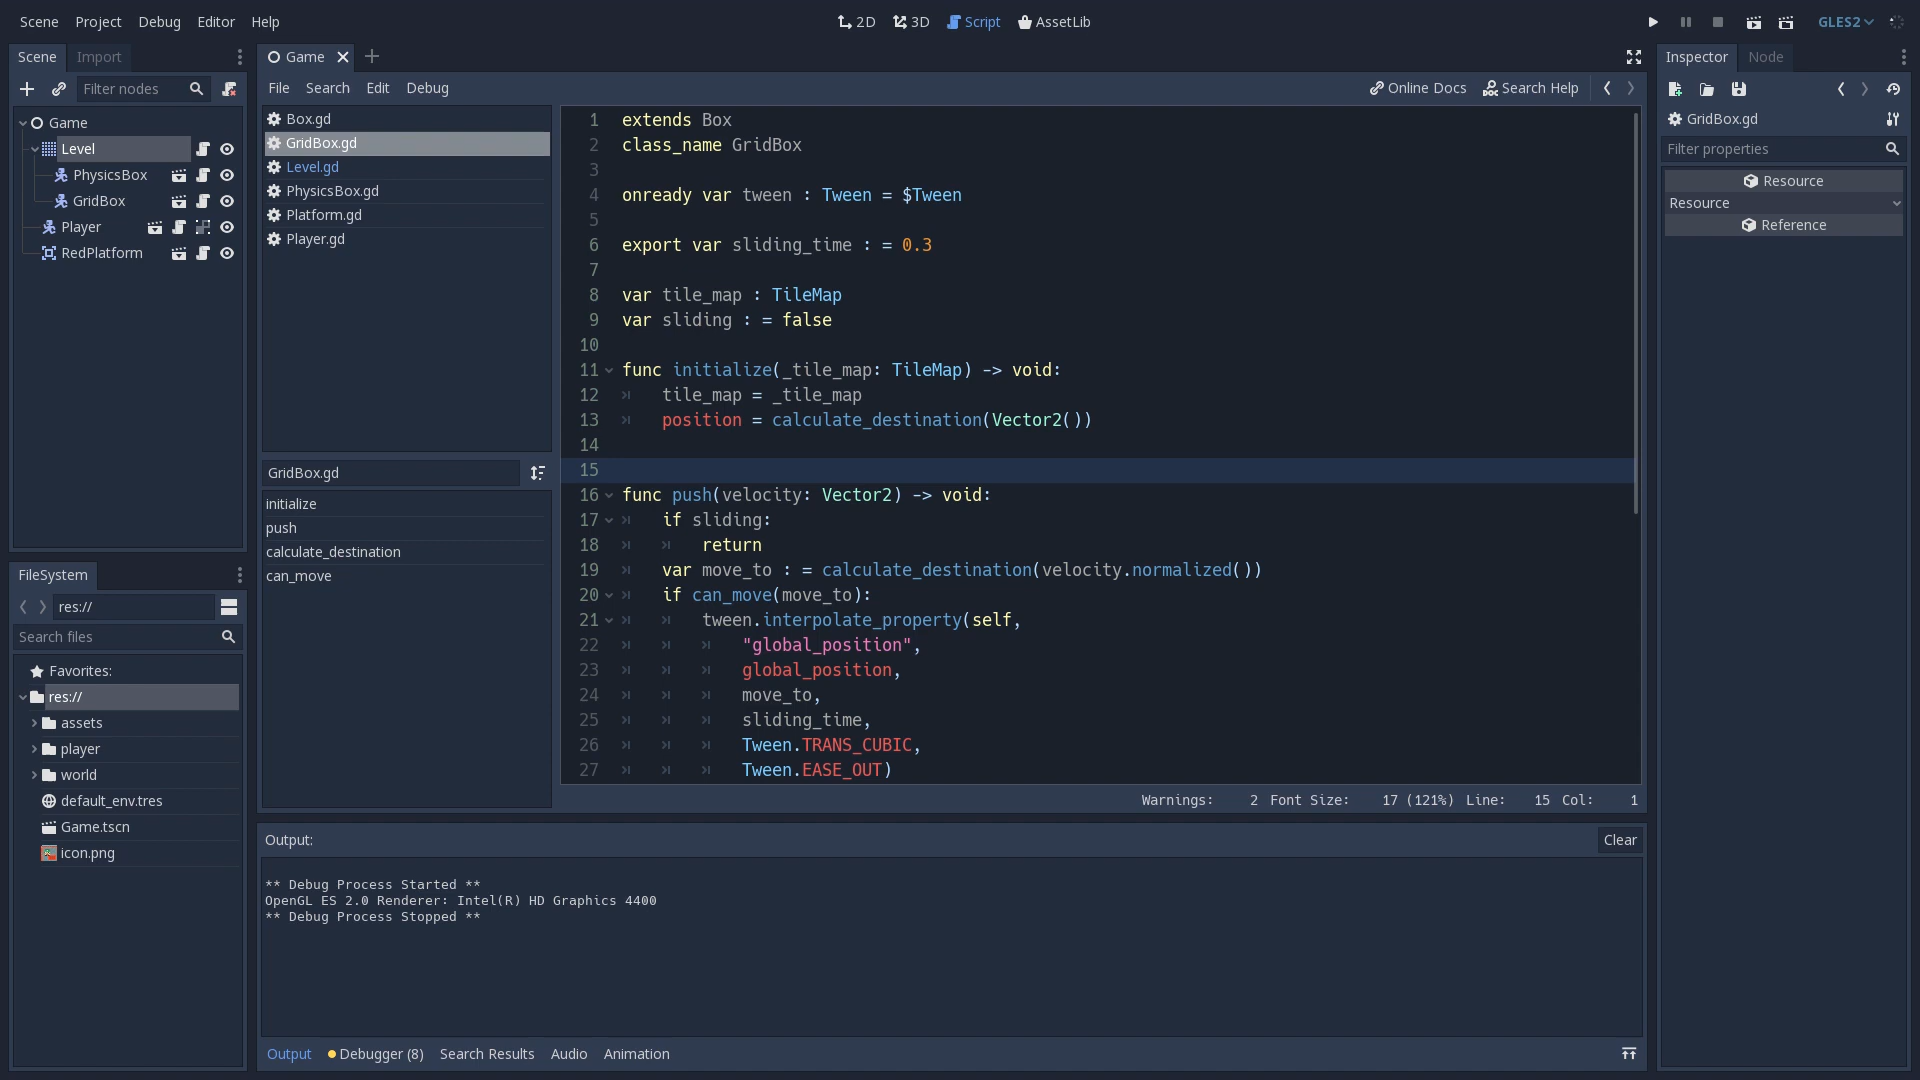 Scene Project Debug Editor Help 2D 3D Script AssetLib GLES2
Scene Import
Filter nodes
Game
Level
PhysicsBox
GridBox
Player
RedPlatform
FileSystem
res://
Search files
Favorites:
res://
assets
player
world
default_env.tres
Game.tscn
icon.png
Game
File Search Edit Debug Online Docs Search Help
Box.gd
GridBox.gd
Level.gd
PhysicsBox.gd
Platform.gd
Player.gd
GridBox.gd
initialize
push
calculate_destination
can_move
1 extends Box
2 class_name GridBox
3
4 onready var tween : Tween = $Tween
5
6 export var sliding_time : = 0.3
7
8 var tile_map : TileMap
9 var sliding : = false
10
11 func initialize(_tile_map: TileMap) -> void:
12 tile_map = _tile_map
13 position = calculate_destination(Vector2())
14
15
16 func push(velocity: Vector2) -> void:
17 if sliding:
18 return
19 var move_to : = calculate_destination(velocity.normalized())
20 if can_move(move_to):
21 tween.interpolate_property(self,
22 "global_position",
23 global_position,
24 move_to,
25 sliding_time,
26 Tween.TRANS_CUBIC,
27 Tween.EASE_OUT)
Warnings: 2 Font Size: 17 (121%) Line: 15 Col: 1
Output: Clear
** Debug Process Started **
OpenGL ES 2.0 Renderer: Intel(R) HD Graphics 4400
** Debug Process Stopped **
Output Debugger (8) Search Results Audio Animation
Inspector Node
GridBox.gd
Filter properties
Resource
Resource
Reference